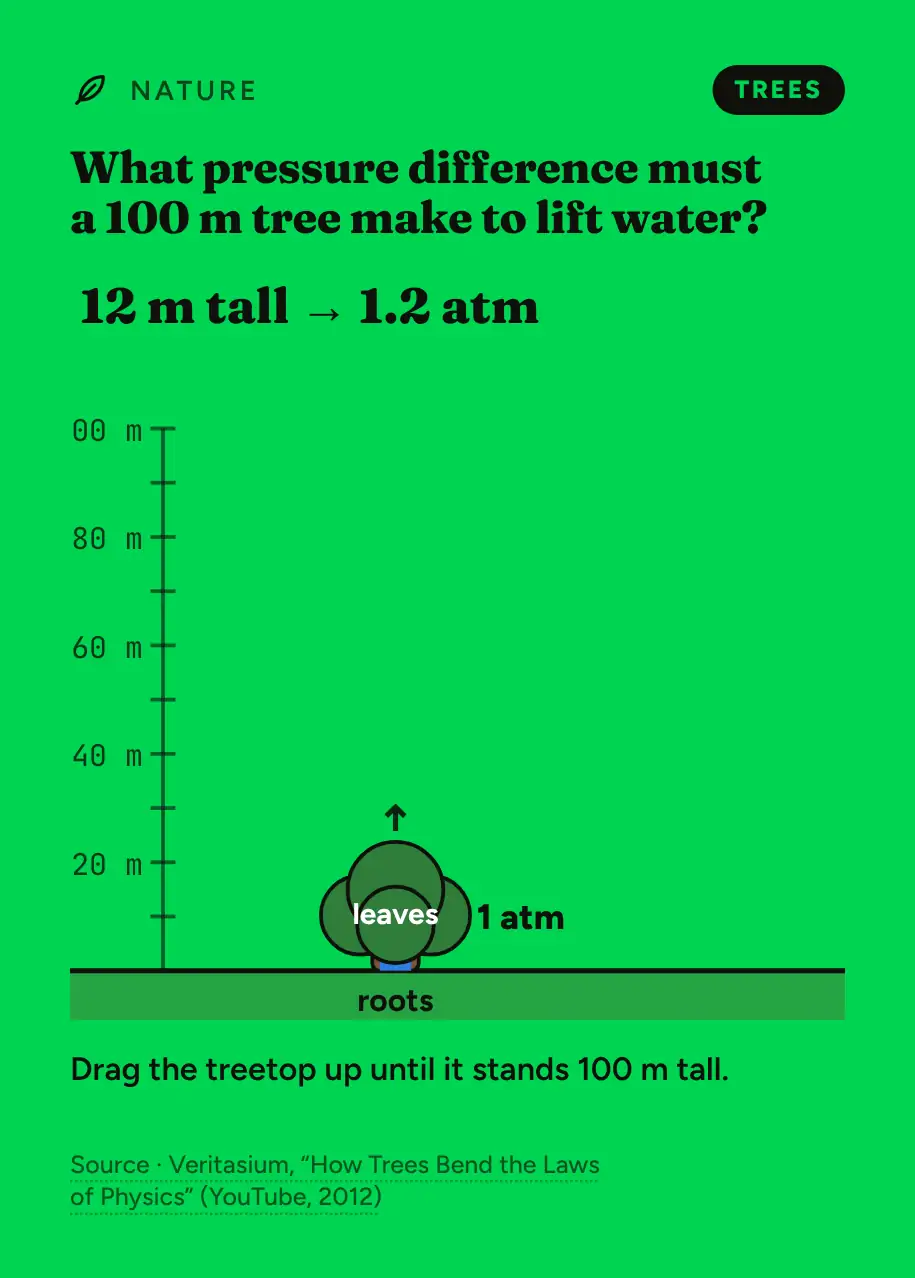 NATURE
TREES
What pressure difference must
a 100 m tree make to lift water?
12 m tall → 1.2 atm
00 m
80 m
60 m
40 m
20 m
leaves
1 atm
roots
Drag the treetop up until it stands 100 m tall.
Source · Veritasium, “How Trees Bend the Laws
of Physics” (YouTube, 2012)